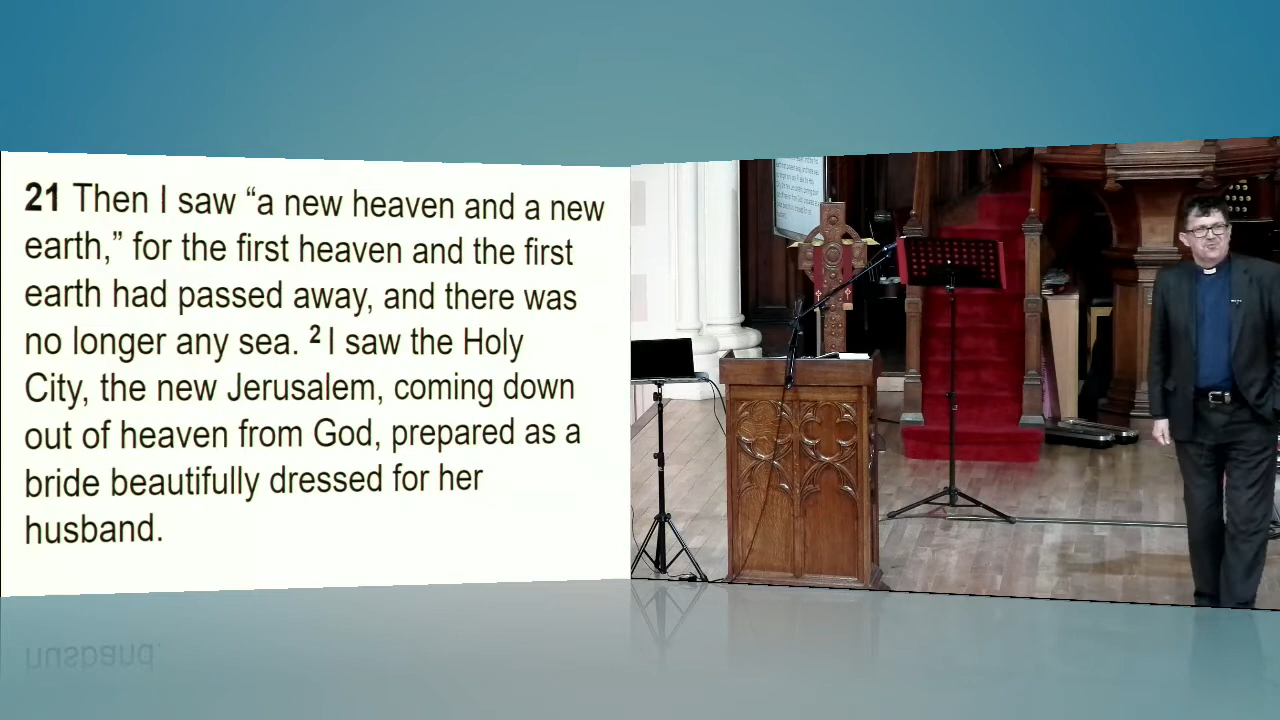 21 Then I saw “a new heaven and a new
earth,” for the first heaven and the first
earth had passed away, and there was
no longer any sea. 2 I saw the Holy
City, the new Jerusalem, coming down
out of heaven from God, prepared as a
bride beautifully dressed for her
husband.